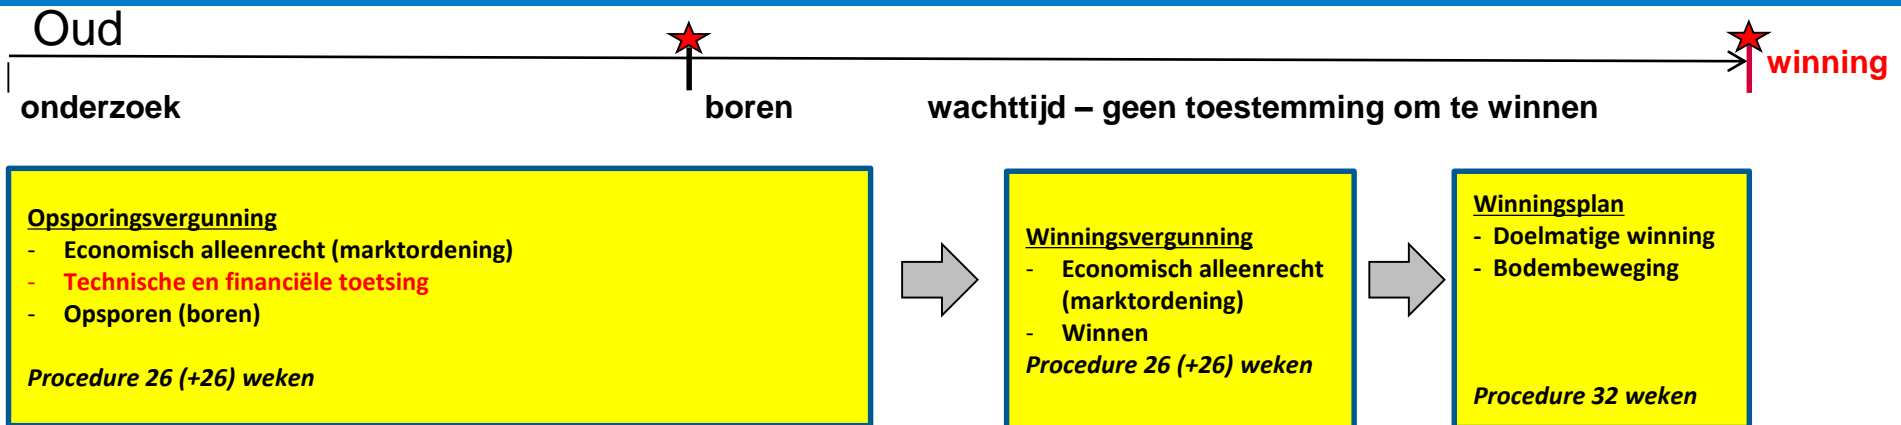 Oud
winning
onderzoek
boren
wachttijd – geen toestemming om te winnen
Opsporingsvergunning
- Economisch alleenrecht (marktordening)
- Technische en financiële toetsing
- Opsporen (boren)
Procedure 26 (+26) weken
Winningsvergunning
- Economisch alleenrecht
(marktordening)
- Winnen
Procedure 26 (+26) weken
Winningsplan
- Doelmatige winning
- Bodembeweging
Procedure 32 weken